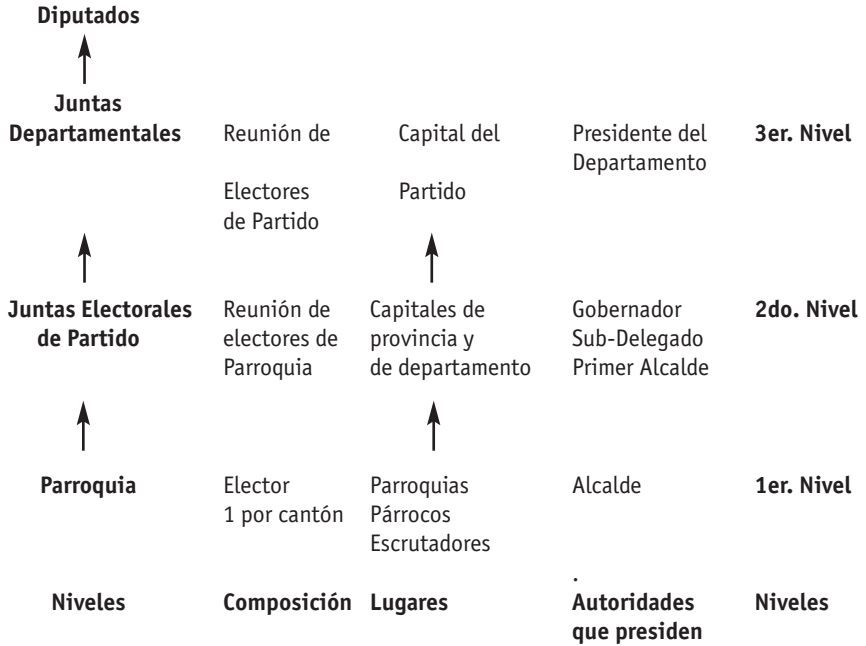 Diputados
Juntas
Departamentales Reunión de Capital del Presidente del 3er. Nivel
Departamento
Electores Partido
de Partido
Juntas Electorales Reunión de Capitales de Gobernador 2do. Nivel
de Partido electores de provincia y Sub-Delegado
Parroquia de departamento Primer Alcalde
Parroquia Elector Parroquias Alcalde 1er. Nivel
1 por cantón Párrocos
Escrutadores
.
Niveles Composición Lugares Autoridades Niveles
que presiden